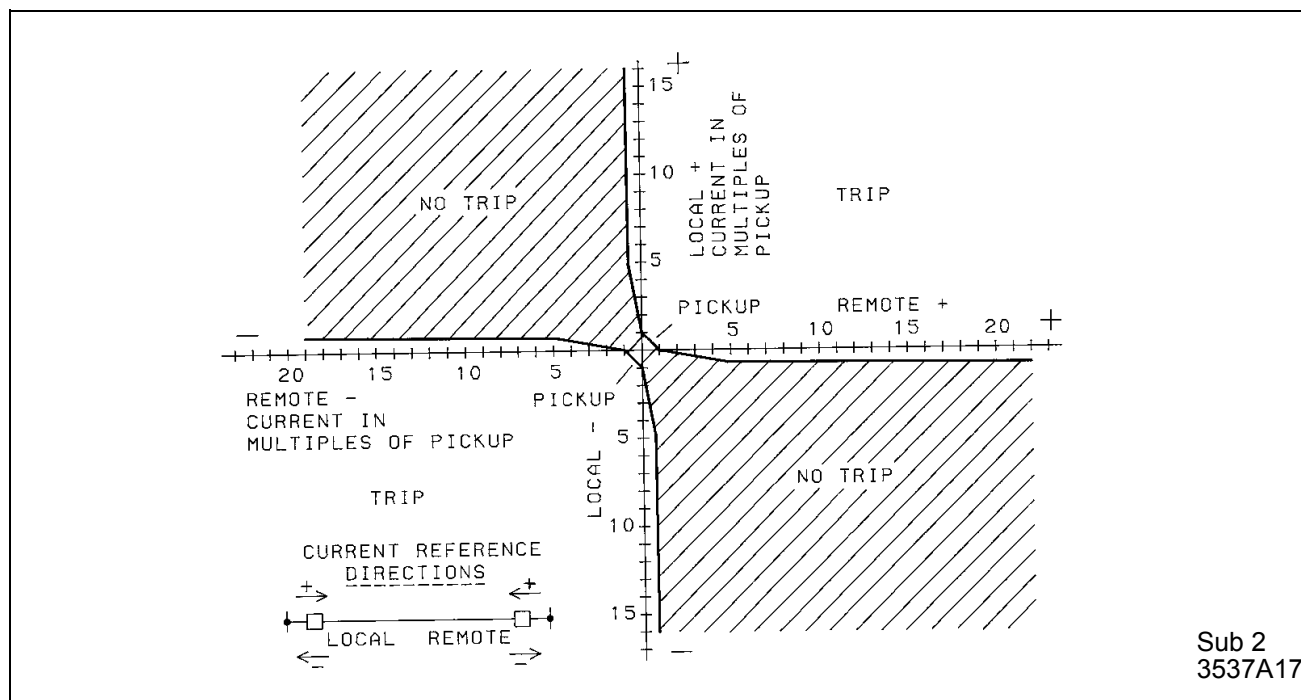 +
15
10
5
LOCAL +
CURRENT IN
MULTIPLES OF
PICKUP
NO TRIP
TRIP
PICKUP
REMOTE +
5 10 15 20
+
−
20 15 10 5
REMOTE -
CURRENT IN
MULTIPLES OF PICKUP
PICKUP
LOCAL -
5
10
15
−
TRIP
NO TRIP
CURRENT REFERENCE
DIRECTIONS
+ +
LOCAL REMOTE
− −
Sub 2
3537A17